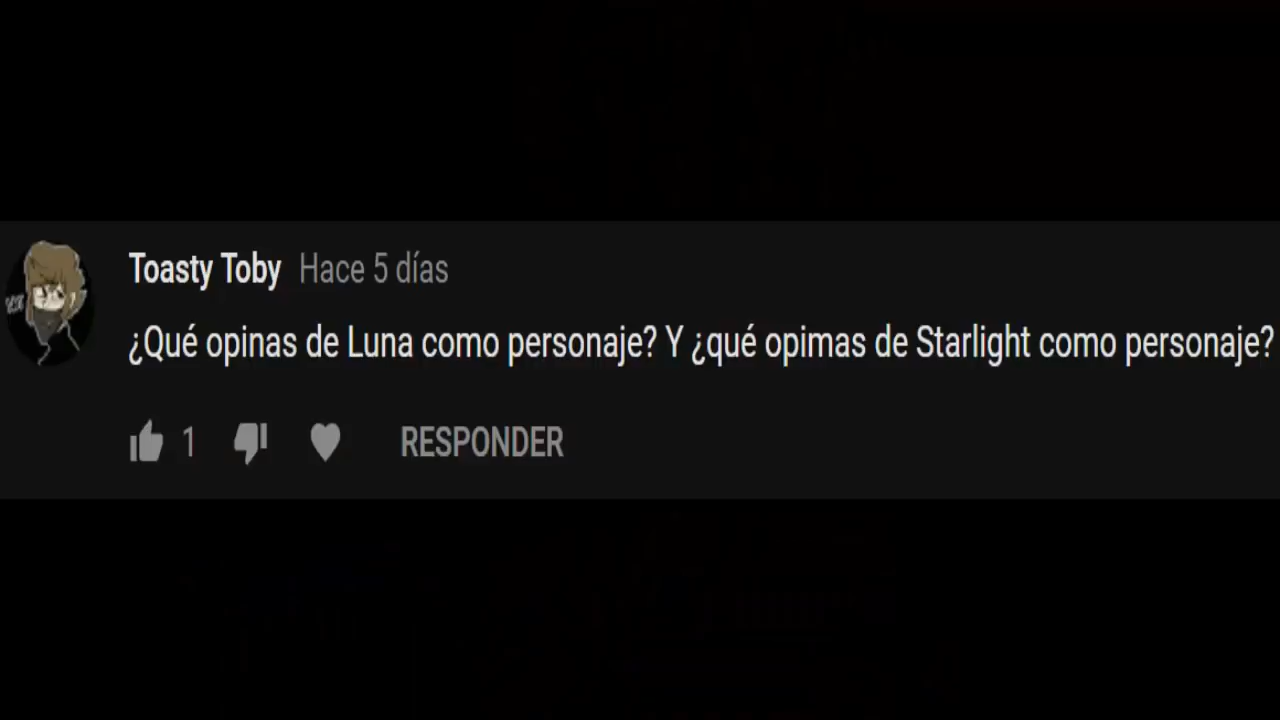 Toasty Toby Hace 5 días
¿Qué opinas de Luna como personaje? Y ¿qué opimas de Starlight como personaje?
1 RESPONDER